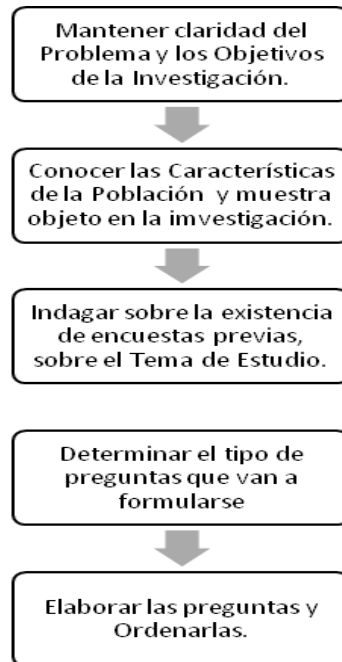 Mantener claridad del
Problema y los Objetivos
de la Investigación.
Conocer las Características
de la Población y muestra
objeto en la imvestigación.
Indagar sobre la existencia
de encuestas previas,
sobre el Tema de Estudio.
Determinar el tipo de
preguntas que van a
formularse
Elaborar las preguntas y
Ordenarlas.